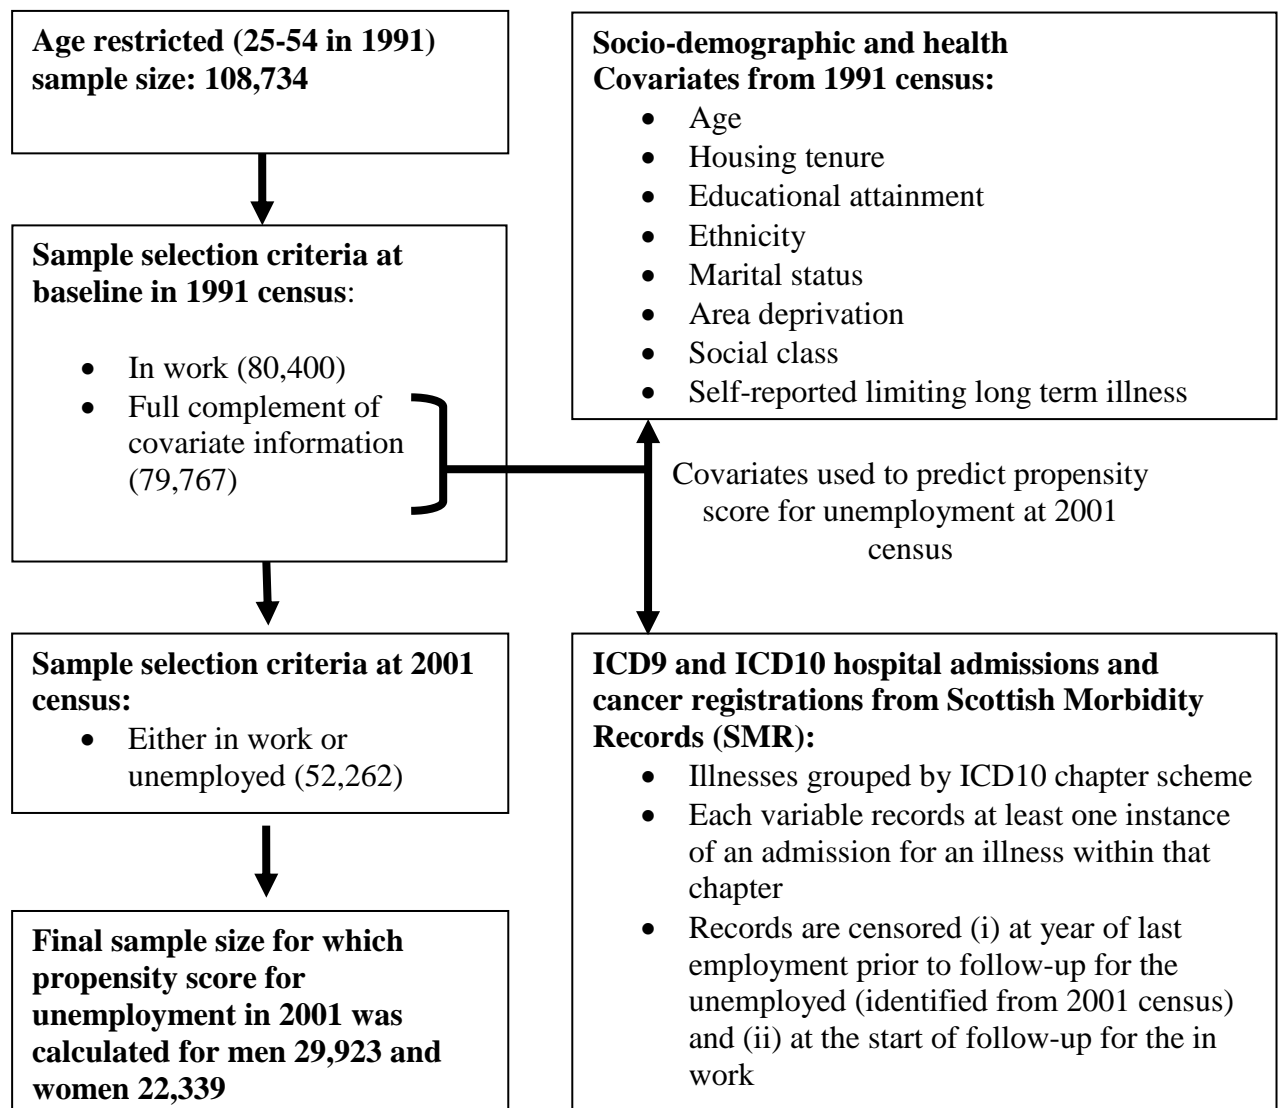 Age restricted (25-54 in 1991)
sample size: 108,734
Sample selection criteria at
baseline in 1991 census:
• In work (80,400)
• Full complement of
covariate information
(79,767)
Sample selection criteria at 2001
census:
• Either in work or
unemployed (52,262)
Final sample size for which
propensity score for
unemployment in 2001 was
calculated for men 29,923 and
women 22,339
Socio-demographic and health
Covariates from 1991 census:
• Age
• Housing tenure
• Educational attainment
• Ethnicity
• Marital status
• Area deprivation
• Social class
• Self-reported limiting long term illness
Covariates used to predict propensity
score for unemployment at 2001
census
ICD9 and ICD10 hospital admissions and
cancer registrations from Scottish Morbidity
Records (SMR):
• Illnesses grouped by ICD10 chapter scheme
• Each variable records at least one instance
of an admission for an illness within that
chapter
• Records are censored (i) at year of last
employment prior to follow-up for the
unemployed (identified from 2001 census)
and (ii) at the start of follow-up for the in
work